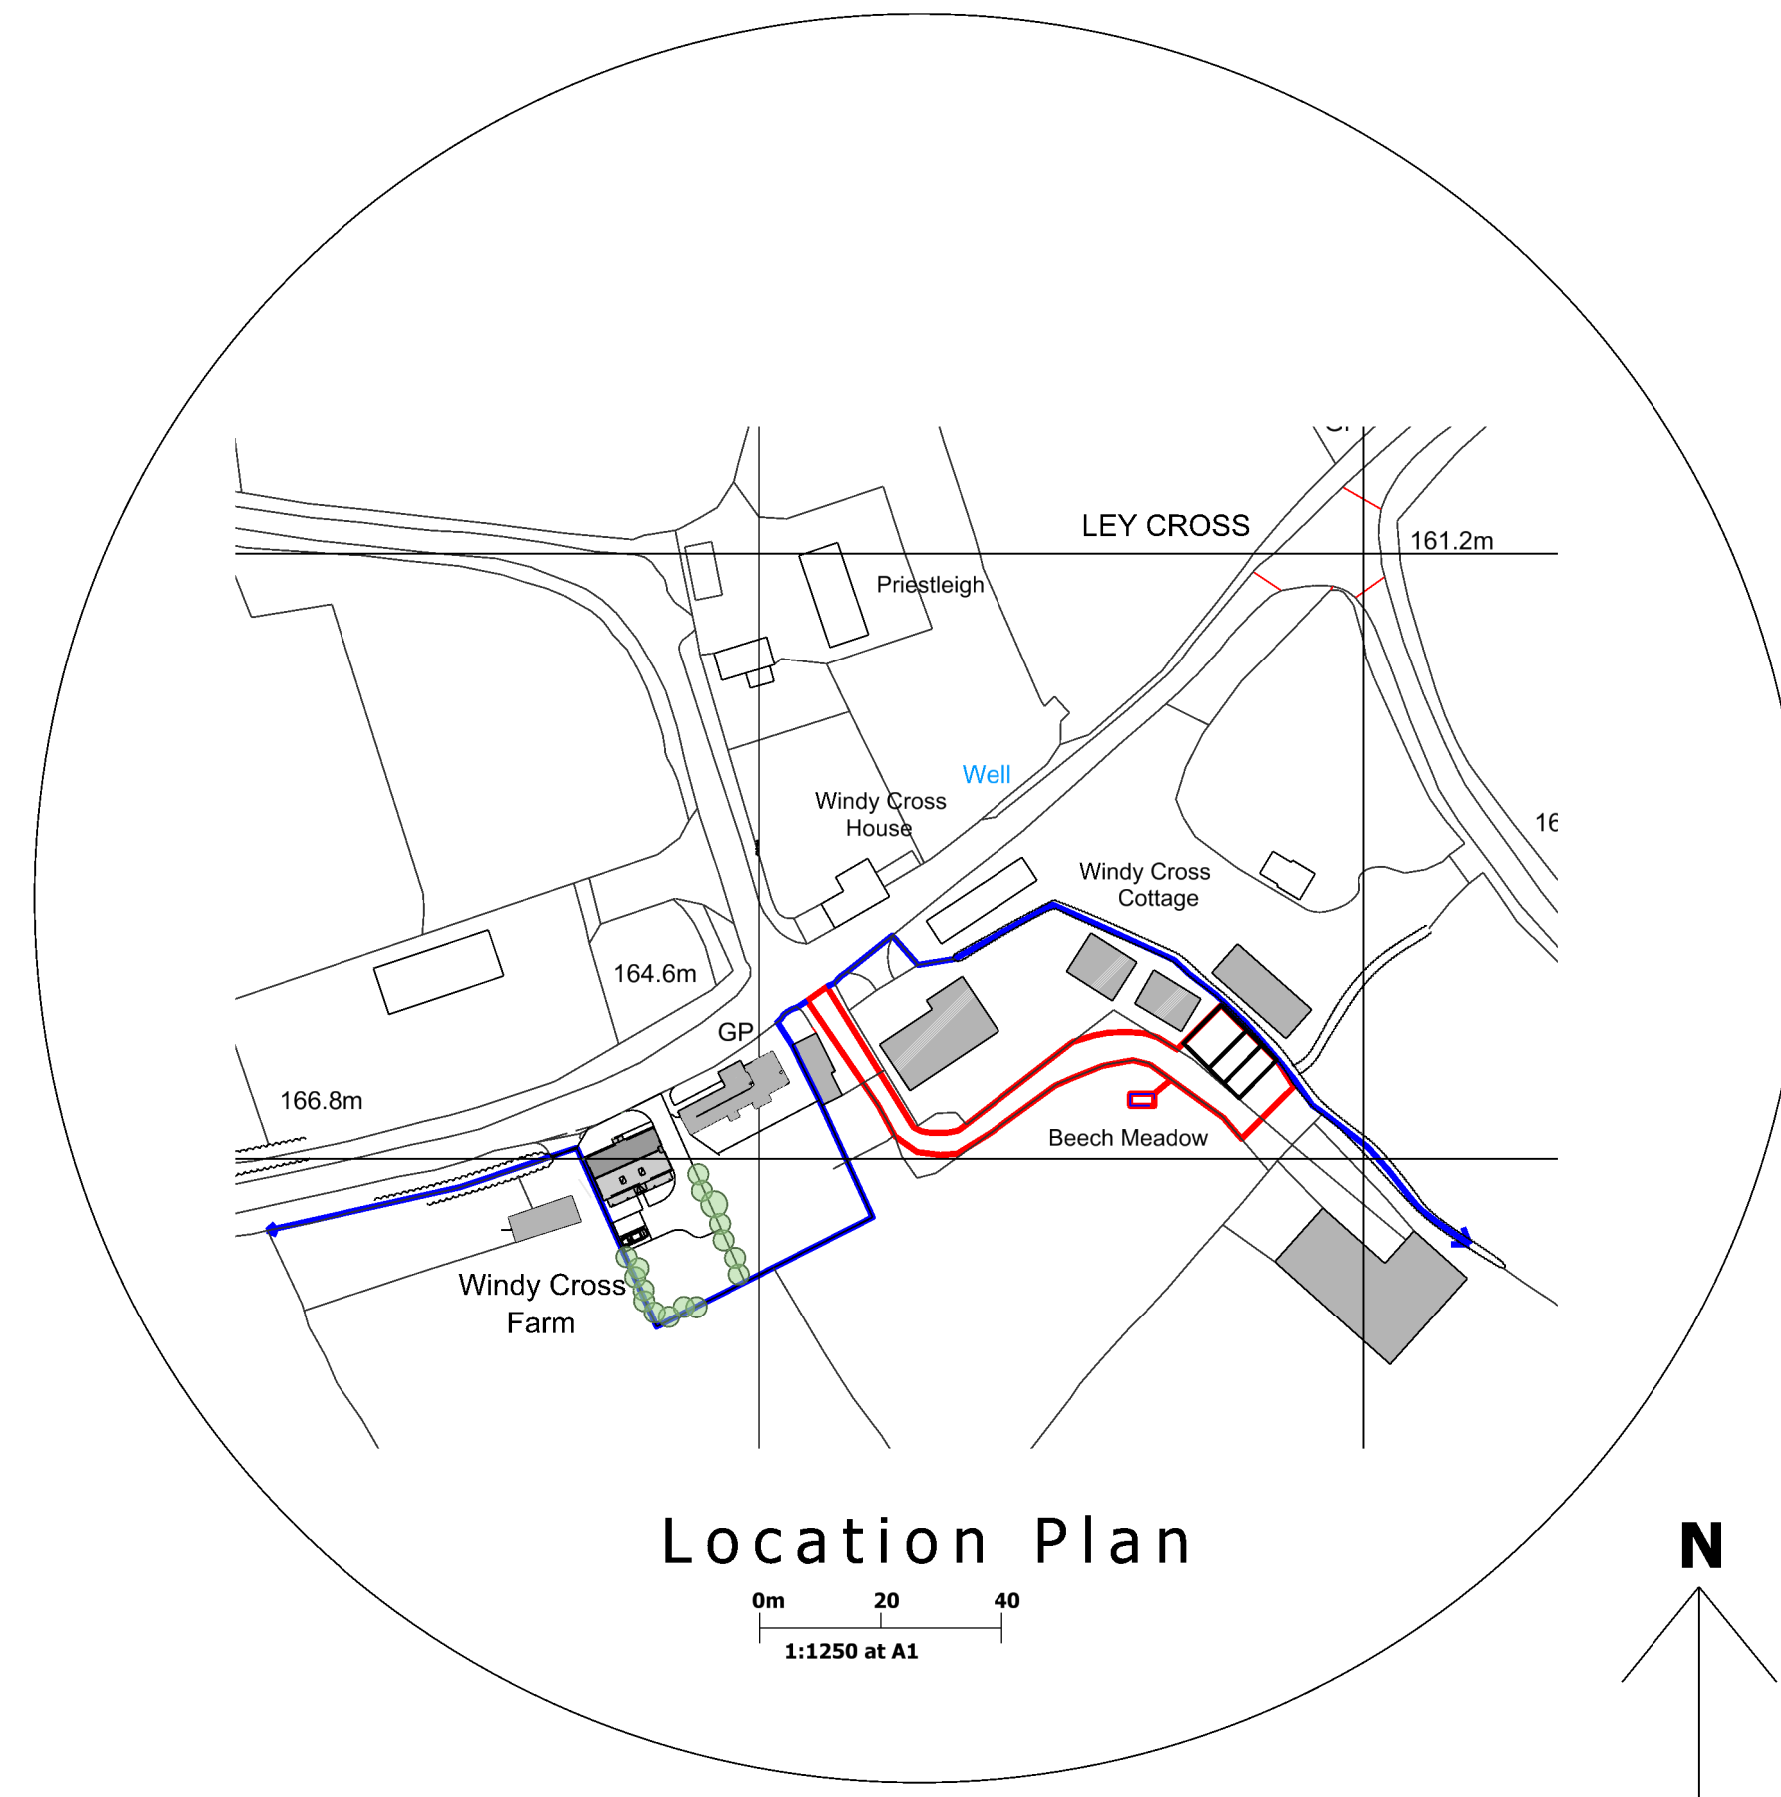 LEY CROSS
161.2m
Priestleigh
Well
Windy Cross
House
16
Windy Cross
Cottage
164.6m
GP
166.8m
Beech Meadow
Windy Cross
Farm
Location Plan
N
0m 20 40
1:1250 at A1